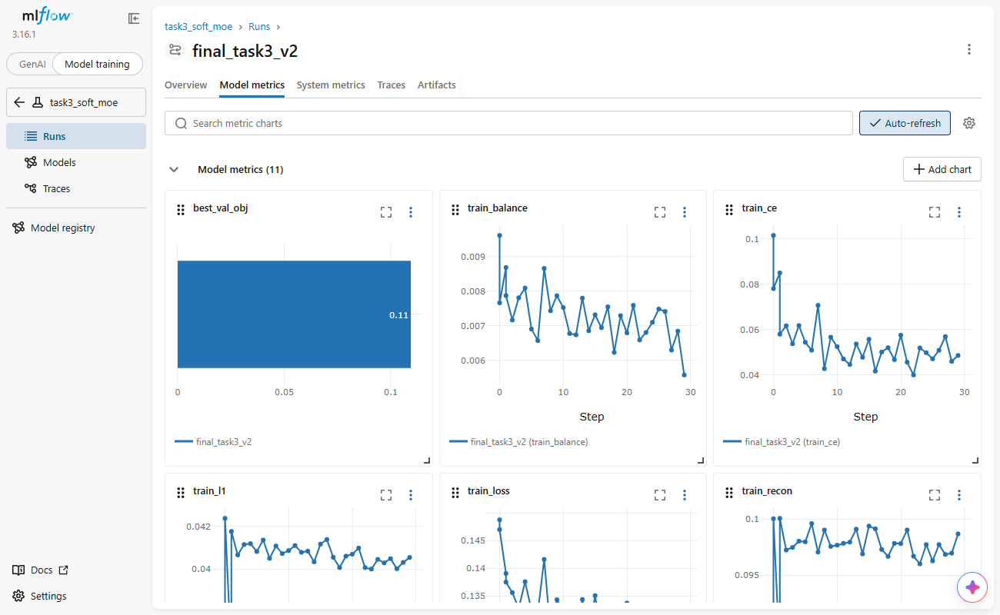 mlflow
3.16.1
GenAI
Model training
task3_soft_moe
Runs
Models
Traces
Model registry
Docs
Settings
task3_soft_moe › Runs ›
final_task3_v2
Overview Model metrics System metrics Traces Artifacts
Search metric charts
Auto-refresh
Model metrics (11)
Add chart
best_val_obj
0.11
0 0.05 0.1
final_task3_v2
train_balance
0.009
0.008
0.007
0.006
0 10 20 30
Step
final_task3_v2 (train_balance)
train_ce
0.1
0.08
0.06
0.04
0 10 20 30
Step
final_task3_v2 (train_ce)
train_l1
0.042
0.04
train_loss
0.145
0.14
0.135
train_recon
0.1
0.095